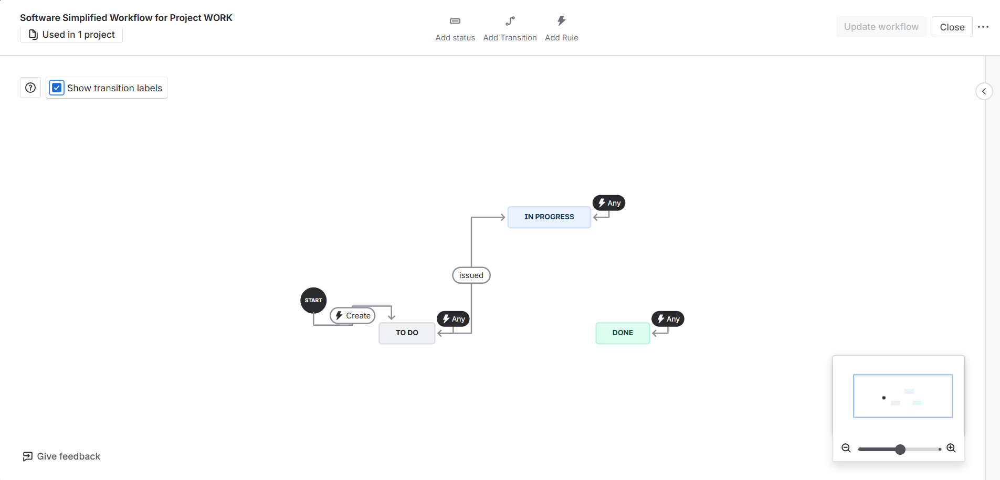 Software Simplified Workflow for Project WORK
Used in 1 project
Add status
Add Transition
Add Rule
Update workflow
Close
Show transition labels
Any
IN PROGRESS
issued
START
Create
Any
TO DO
Any
DONE
Give feedback